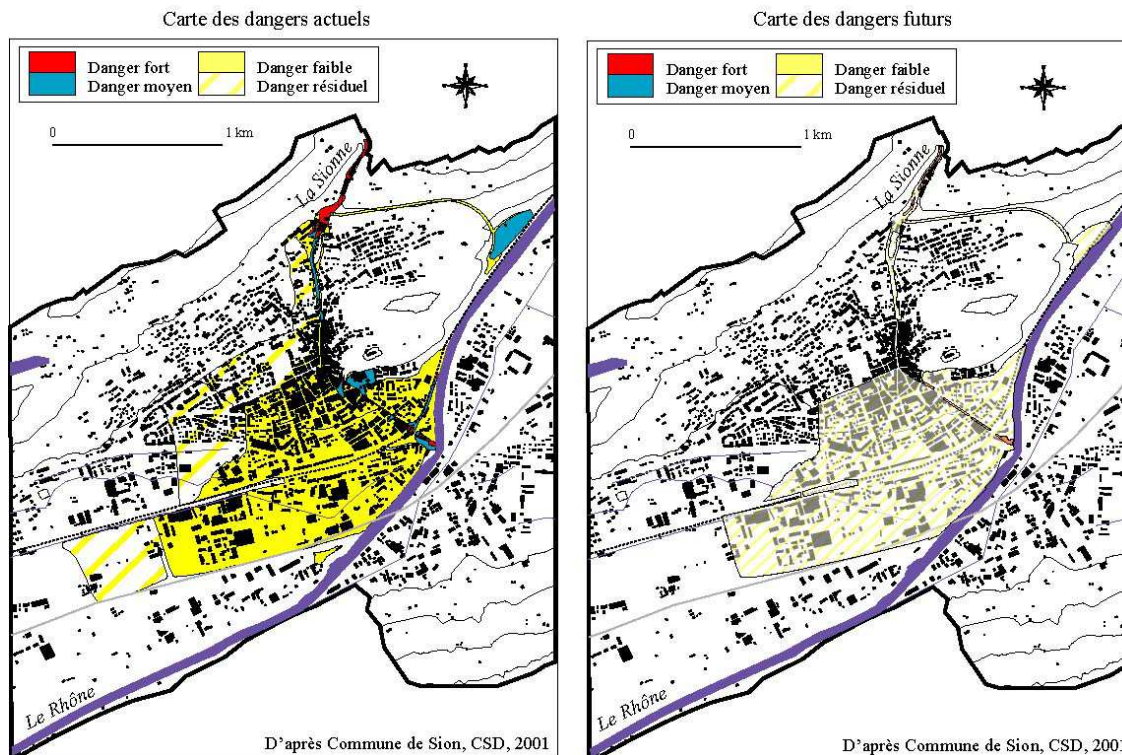 Carte des dangers actuels
Danger fort
Danger faible
Danger moyen
Danger résiduel
0
1 km
La Sionne
Le Rhône
D'après Commune de Sion, CSD, 2001
Carte des dangers futurs
Danger fort
Danger faible
Danger moyen
Danger résiduel
0
1 km
La Sionne
Le Rhône
D'après Commune de Sion, CSD, 2001